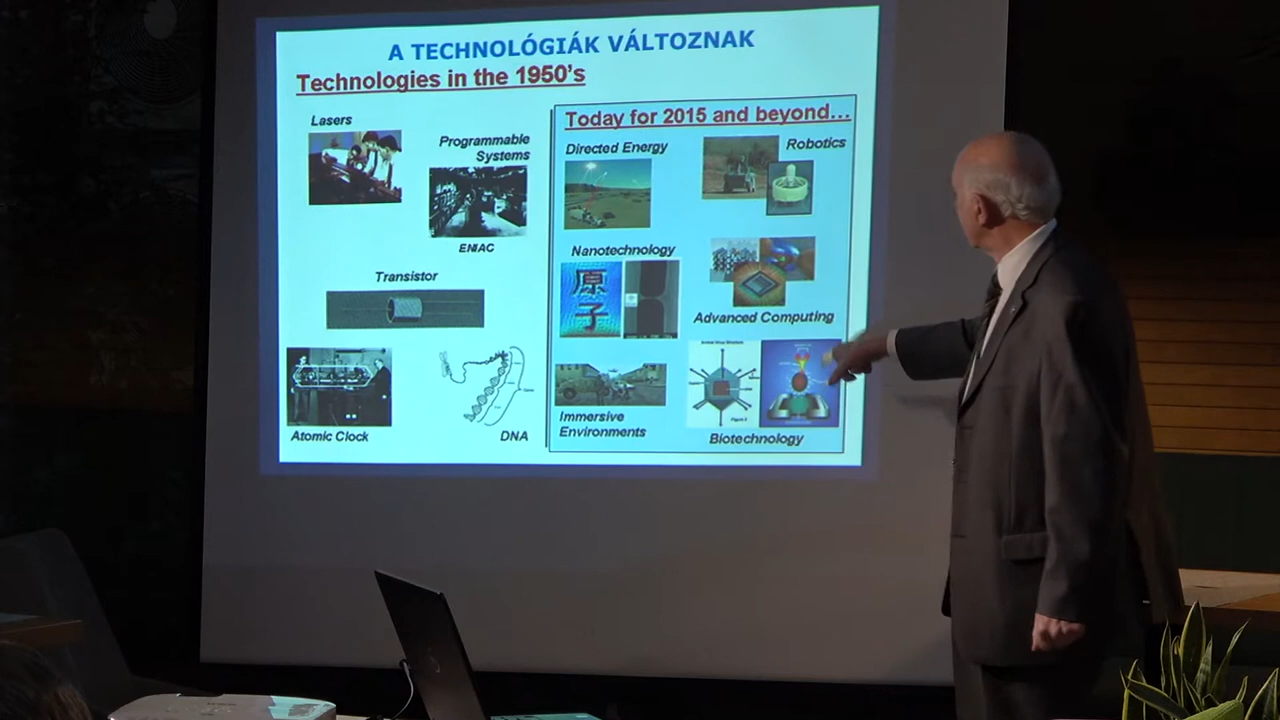 A TECHNOLÓGIÁK VÁLTOZNAK
Technologies in the 1950's
Lasers
Programmable
Systems
ENIAC
Transistor
Atomic Clock
DNA
Today for 2015 and beyond...
Directed Energy
Robotics
Nanotechnology
原
子
Advanced Computing
Immersive
Environments
Biotechnology